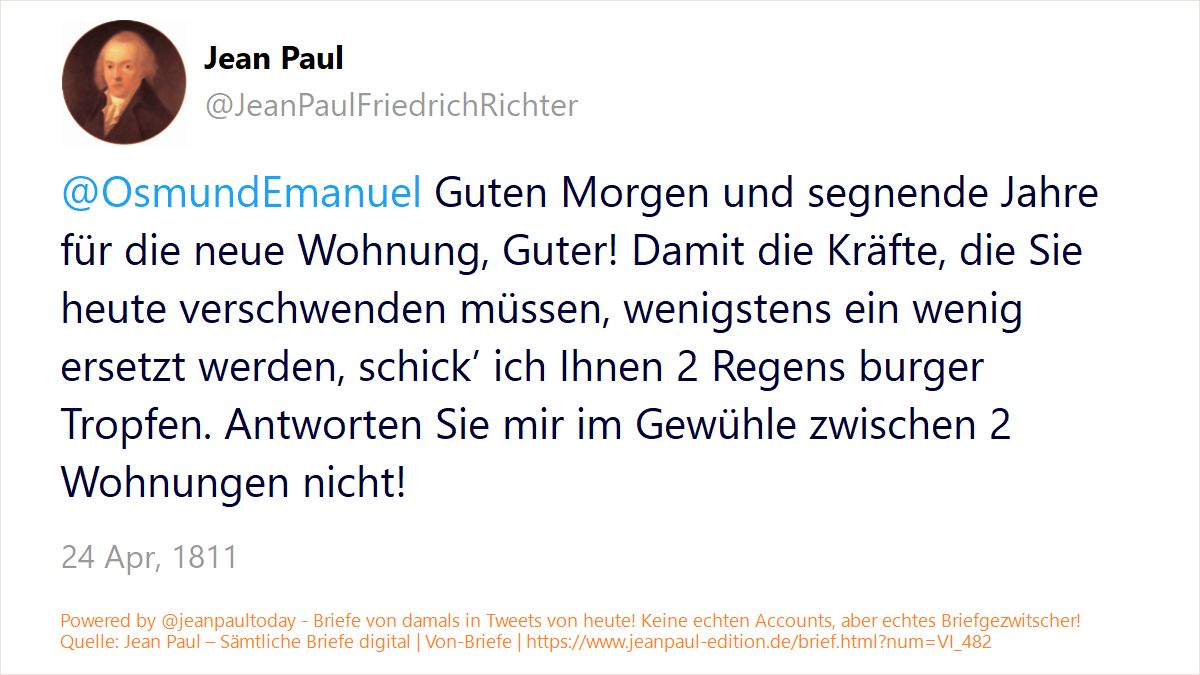 Jean Paul
@JeanPaulFriedrichRichter
@OsmundEmanuel Guten Morgen und segnende Jahre
für die neue Wohnung, Guter! Damit die Kräfte, die Sie
heute verschwenden müssen, wenigstens ein wenig
ersetzt werden, schick’ ich Ihnen 2 Regens burger
Tropfen. Antworten Sie mir im Gewühle zwischen 2
Wohnungen nicht!
24 Apr, 1811
Powered by @jeanpaultoday - Briefe von damals in Tweets von heute! Keine echten Accounts, aber echtes Briefgezwitscher!
Quelle: Jean Paul – Sämtliche Briefe digital | Von-Briefe | https://www.jeanpaul-edition.de/brief.html?num=VI_482